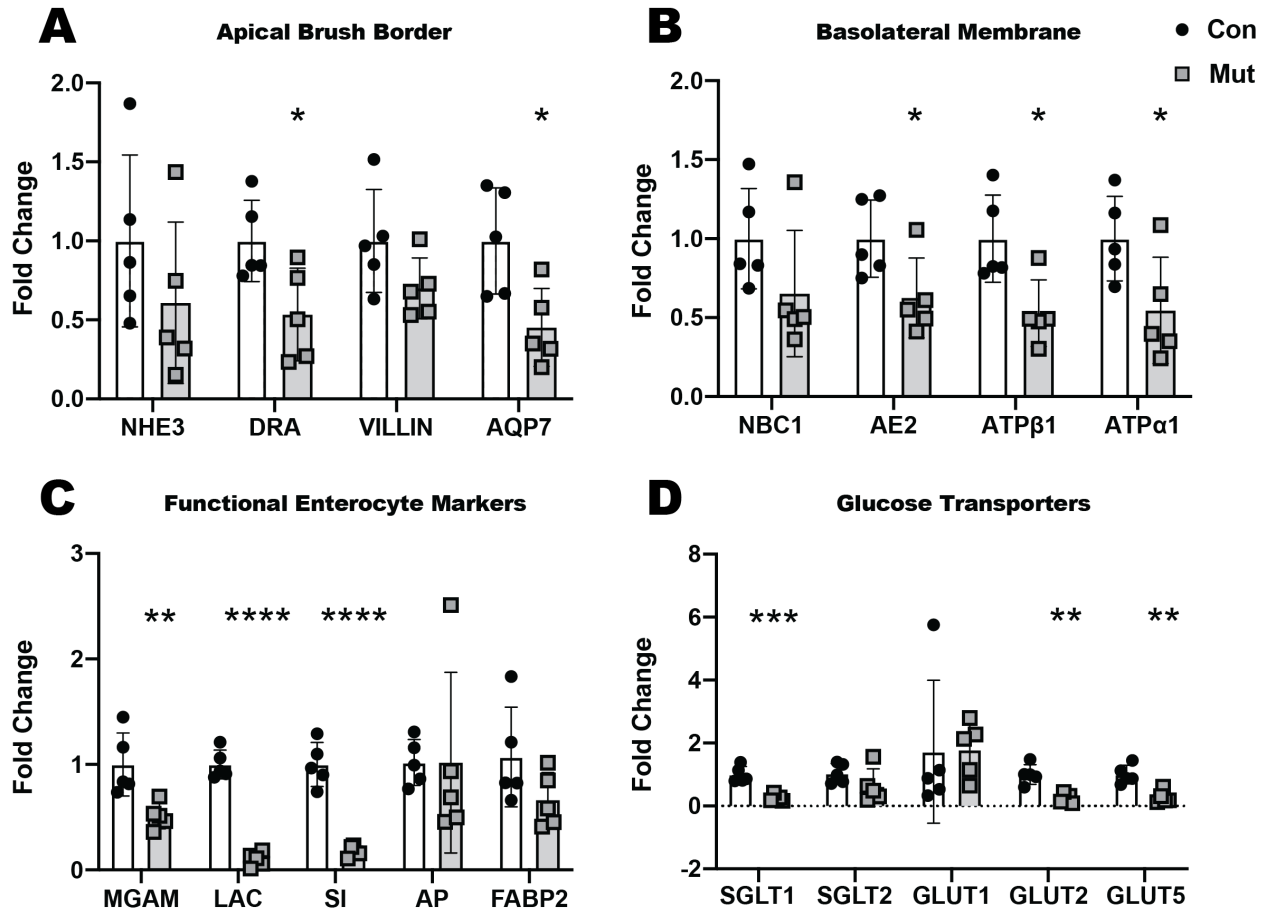 A
Apical Brush Border
2.0
1.5
1.0
0.5
0.0
Fold Change
*
*
NHE3 DRA VILLIN AQP7
B
Basolateral Membrane
Con
Mut
2.0
1.5
1.0
0.5
0.0
Fold Change
*
*
*
NBC1 AE2 ATPβ1 ATPα1
C
Functional Enterocyte Markers
3
2
1
0
Fold Change
**
****
****
MGAM LAC SI AP FABP2
D
Glucose Transporters
8
6
4
2
0
-2
Fold Change
***
**
**
SGLT1 SGLT2 GLUT1 GLUT2 GLUT5